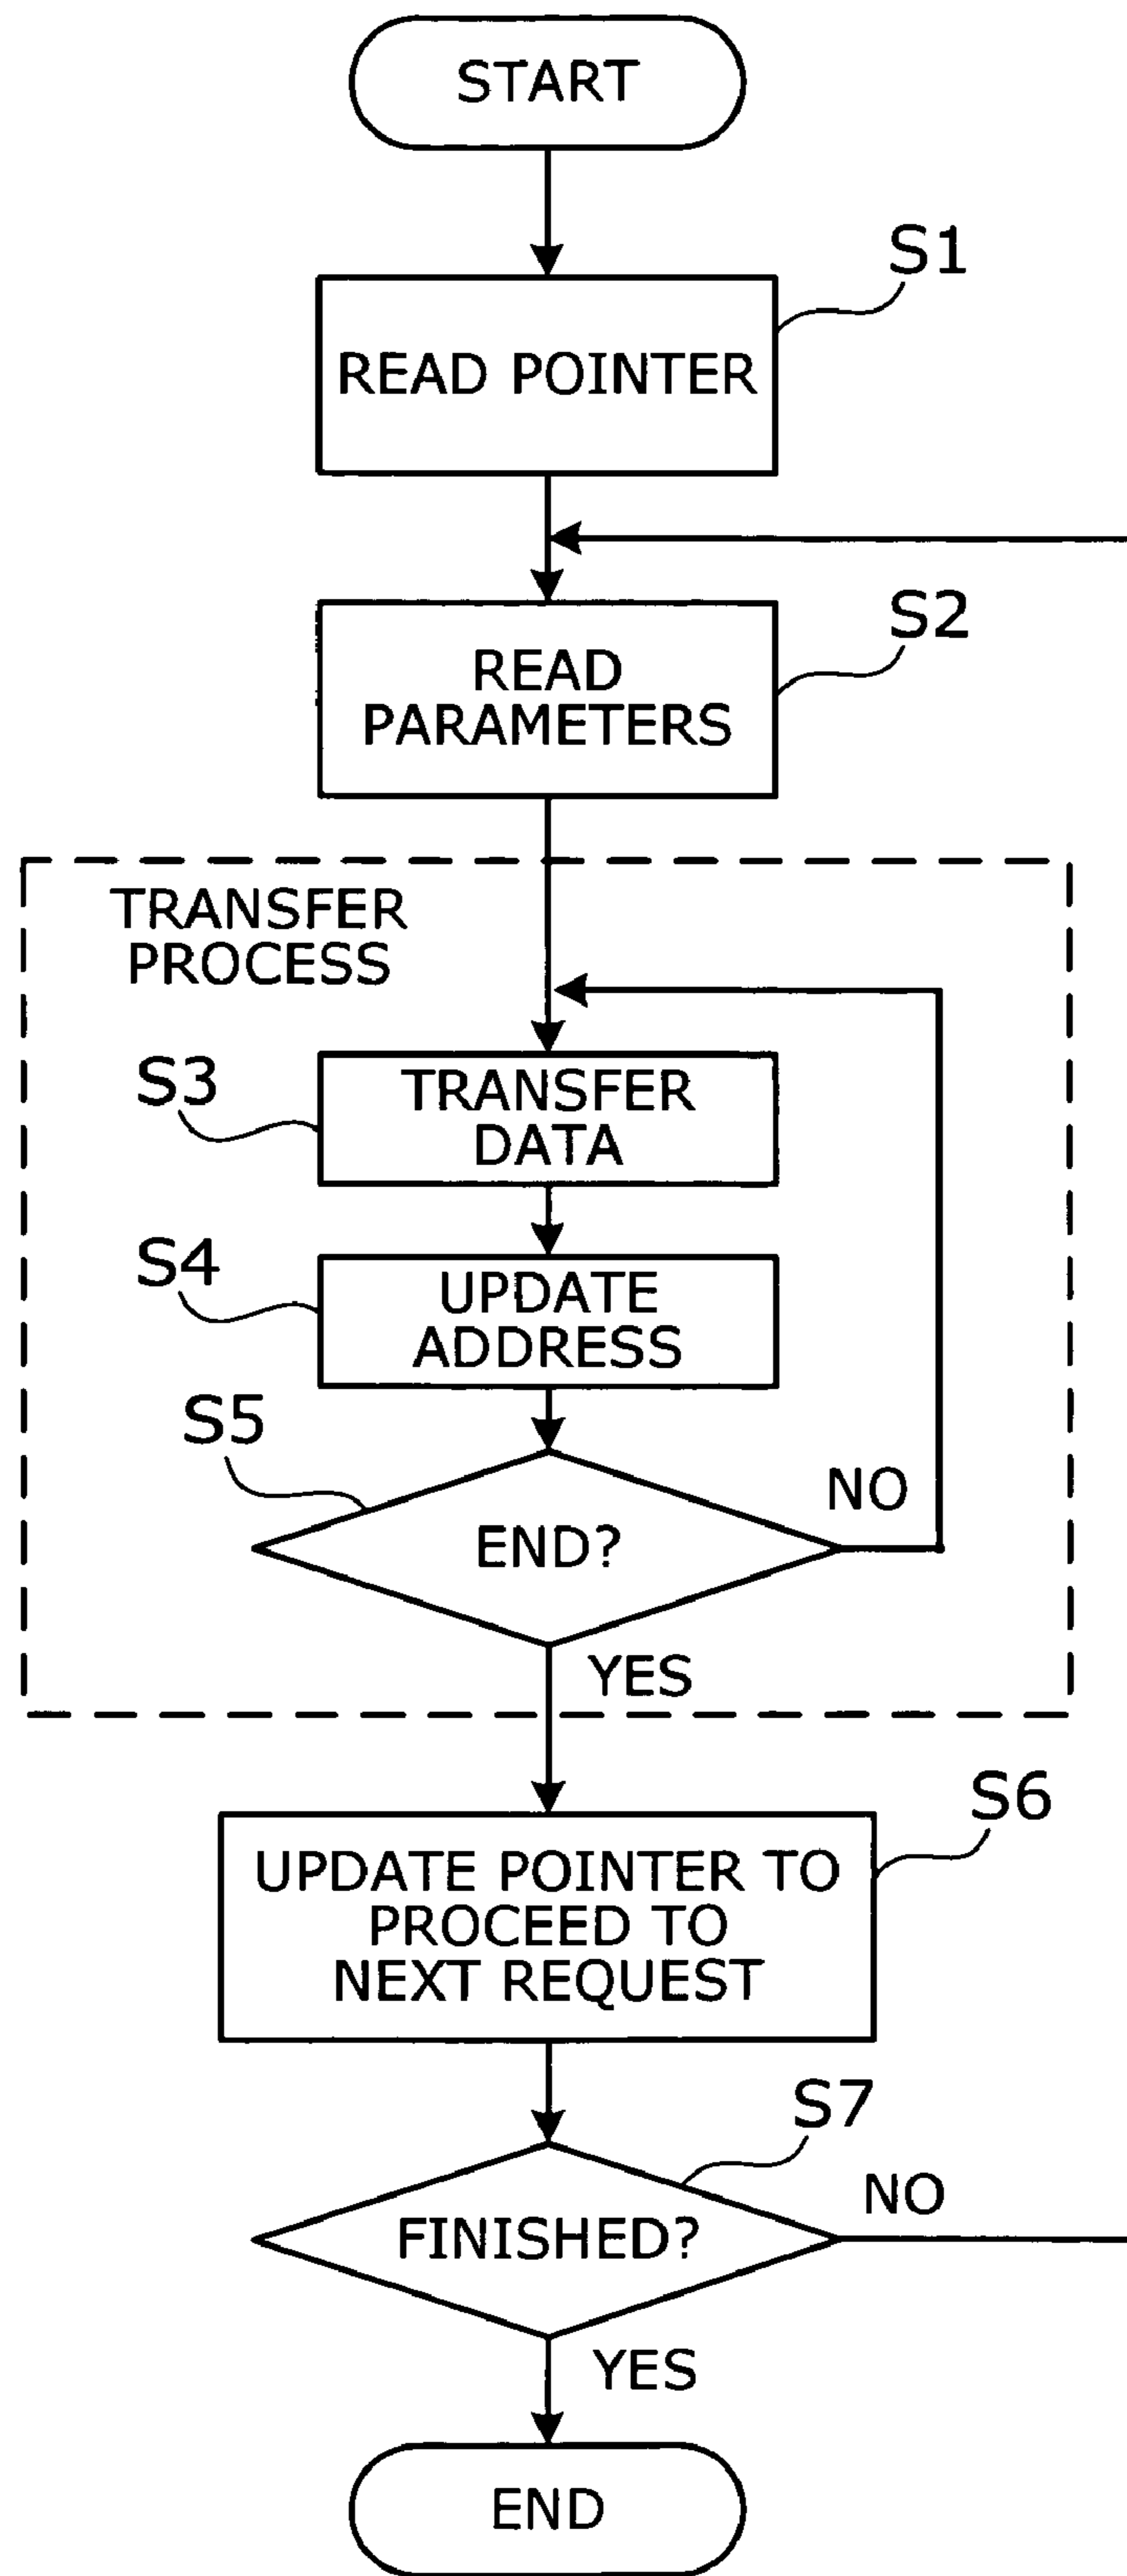 START
S1
READ POINTER
S2
READ
PARAMETERS
TRANSFER
PROCESS
S3
TRANSFER
DATA
S4
UPDATE
ADDRESS
S5
END?
NO
YES
S6
UPDATE POINTER TO
PROCEED TO
NEXT REQUEST
S7
FINISHED?
NO
YES
END